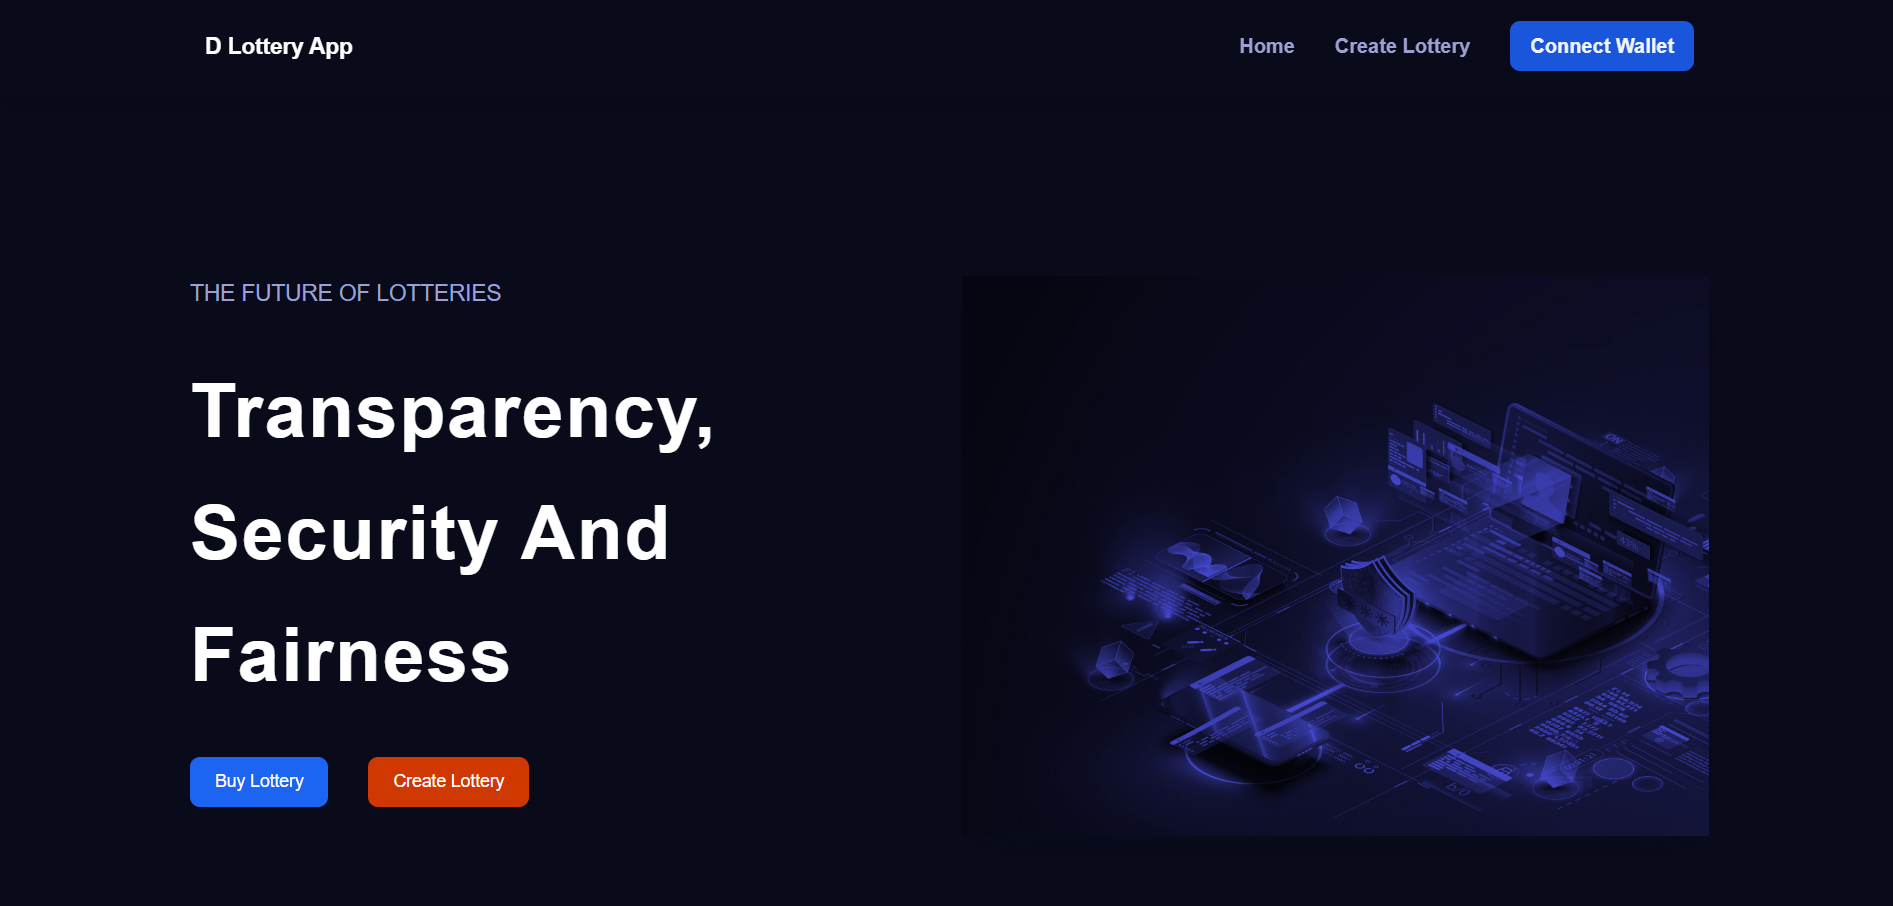 D Lottery App
Home
Create Lottery
Connect Wallet
THE FUTURE OF LOTTERIES
Transparency,
Security And
Fairness
Buy Lottery
Create Lottery